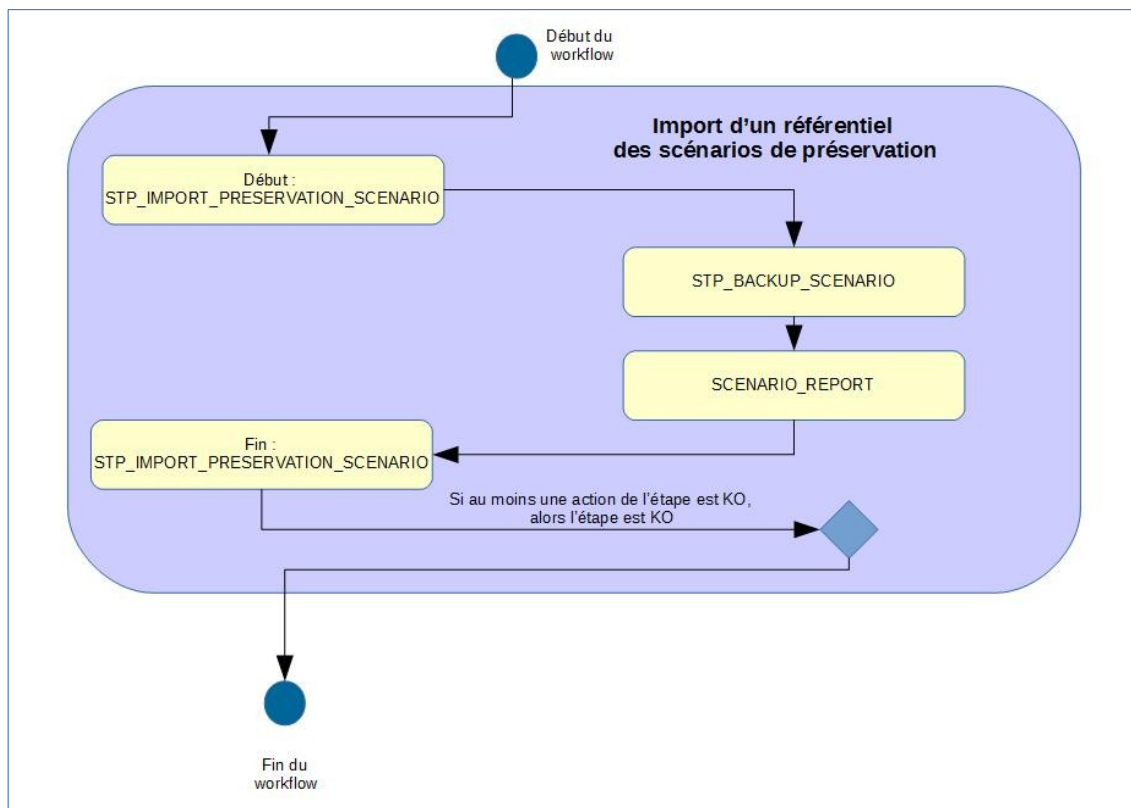 Début du
workflow
Import d’un référentiel
des scénarios de préservation
Début :
STP_IMPORT_PRESERVATION_SCENARIO
STP_BACKUP_SCENARIO
SCENARIO_REPORT
Fin :
STP_IMPORT_PRESERVATION_SCENARIO
Si au moins une action de l’étape est KO,
alors l’étape est KO
Fin du
workflow